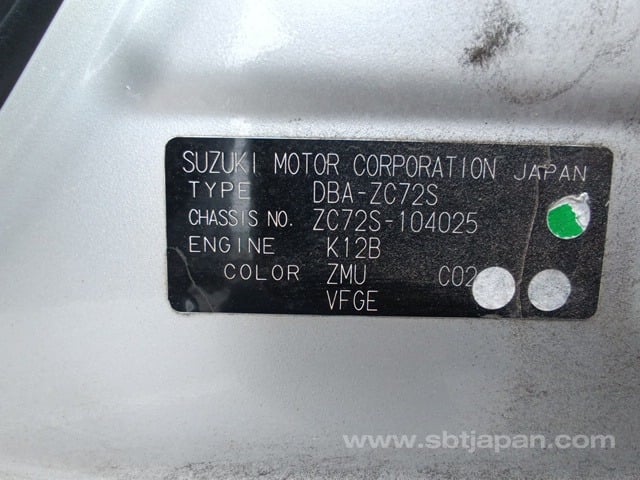 SUZUKI MOTOR CORPORATION JAPAN
TYPE DBA-ZC72S
CHASSIS NO. ZC72S-104025
ENGINE K12B
COLOR ZMU C02
VFGE
www.sbtjapan.com